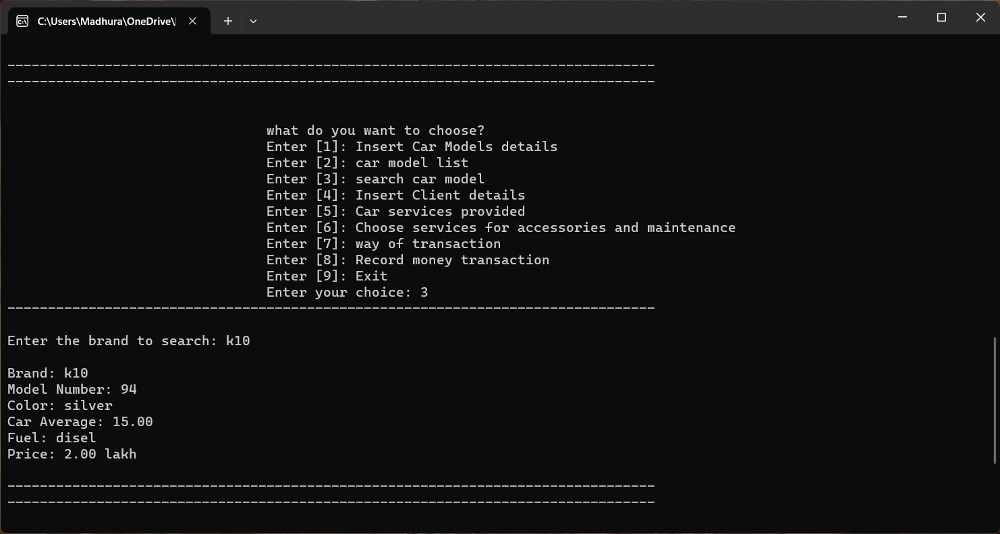 C:\Users\Madhura\OneDrive\
--------------------------------------------------------------------------------
--------------------------------------------------------------------------------
what do you want to choose?
Enter [1]: Insert Car Models details
Enter [2]: car model list
Enter [3]: search car model
Enter [4]: Insert Client details
Enter [5]: Car services provided
Enter [6]: Choose services for accessories and maintenance
Enter [7]: way of transaction
Enter [8]: Record money transaction
Enter [9]: Exit
Enter your choice: 3
--------------------------------------------------------------------------------
Enter the brand to search: k10
Brand: k10
Model Number: 94
Color: silver
Car Average: 15.00
Fuel: disel
Price: 2.00 lakh
--------------------------------------------------------------------------------
--------------------------------------------------------------------------------